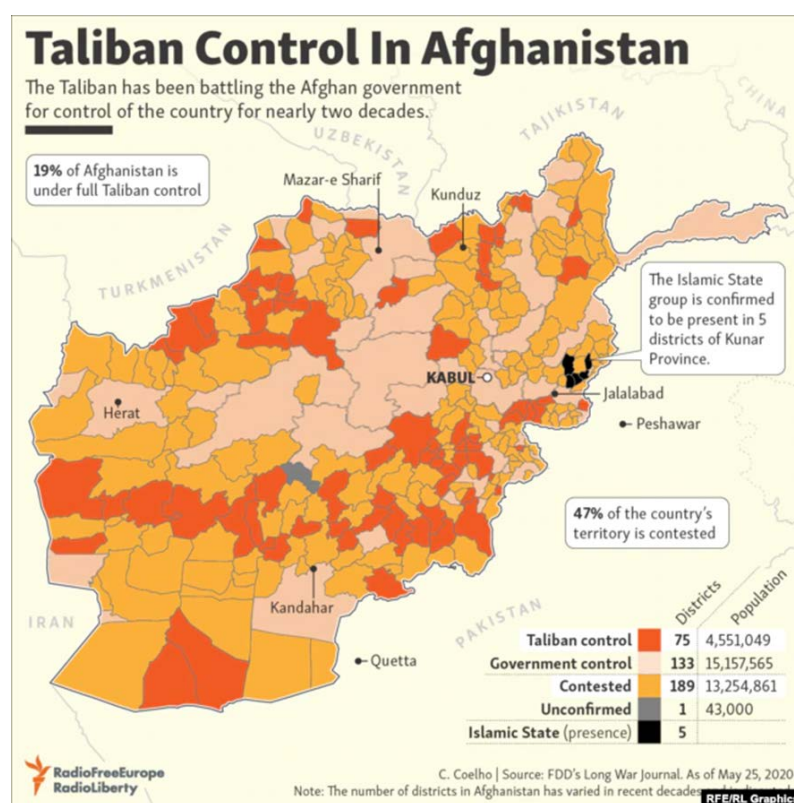 Taliban Control In Afghanistan
The Taliban has been battling the Afghan government
for control of the country for nearly two decades.
CHINA
TAJIKISTAN
UZBEKISTAN
19% of Afghanistan is
under full Taliban control
Mazar-e Sharif
Kunduz
TURKMENISTAN
The Islamic State
group is confirmed
to be present in 5
districts of Kunar
Province.
KABUL
Jalalabad
Herat
Peshawar
47% of the country's
territory is contested
Kandahar
IRAN
PAKISTAN
Quetta
Districts Population
Taliban control 75 4,551,049
Government control 133 15,157,565
Contested 189 13,254,861
Unconfirmed 1 43,000
Islamic State (presence) 5
RadioFreeEurope
RadioLiberty
C. Coelho | Source: FDD's Long War Journal. As of May 25, 2020
Note: The number of districts in Afghanistan has varied in recent decades
RFE/RL Graphic